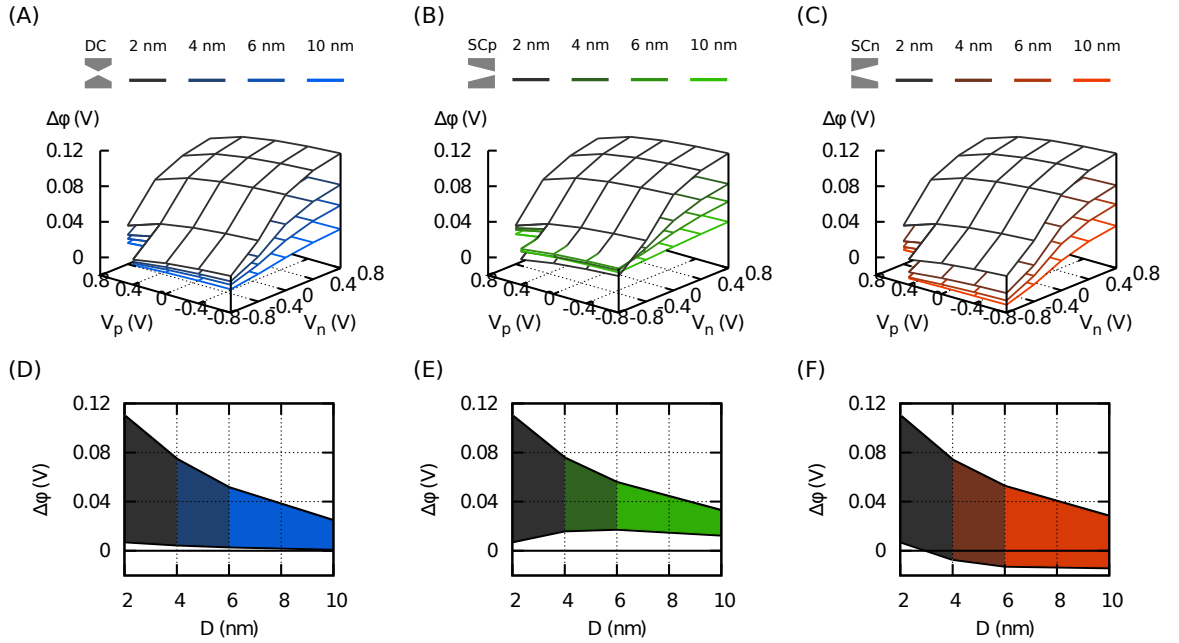 (A) (B) (C)
DC 2 nm 4 nm 6 nm 10 nm SCp 2 nm 4 nm 6 nm 10 nm SCn 2 nm 4 nm 6 nm 10 nm
Δφ (V) Δφ (V) Δφ (V)
0.12 0.12 0.12
0.08 0.08 0.08
0.04 0.04 0.04
0 0 0
0.8 0.4 0 -0.4 -0.8 -0.8 -0.4 0 0.4 0.8 0.8 0.4 0 -0.4 -0.8 -0.8 -0.4 0 0.4 0.8 0.8 0.4 0 -0.4 -0.8 -0.8 -0.4 0 0.4 0.8
V_p (V) V_n (V) V_p (V) V_n (V) V_p (V) V_n (V)
(D) (E) (F)
0.12 0.12 0.12
0.08 0.08 0.08
0.04 0.04 0.04
0 0 0
Δφ (V) Δφ (V) Δφ (V)
2 4 6 8 10 2 4 6 8 10 2 4 6 8 10
D (nm) D (nm) D (nm)